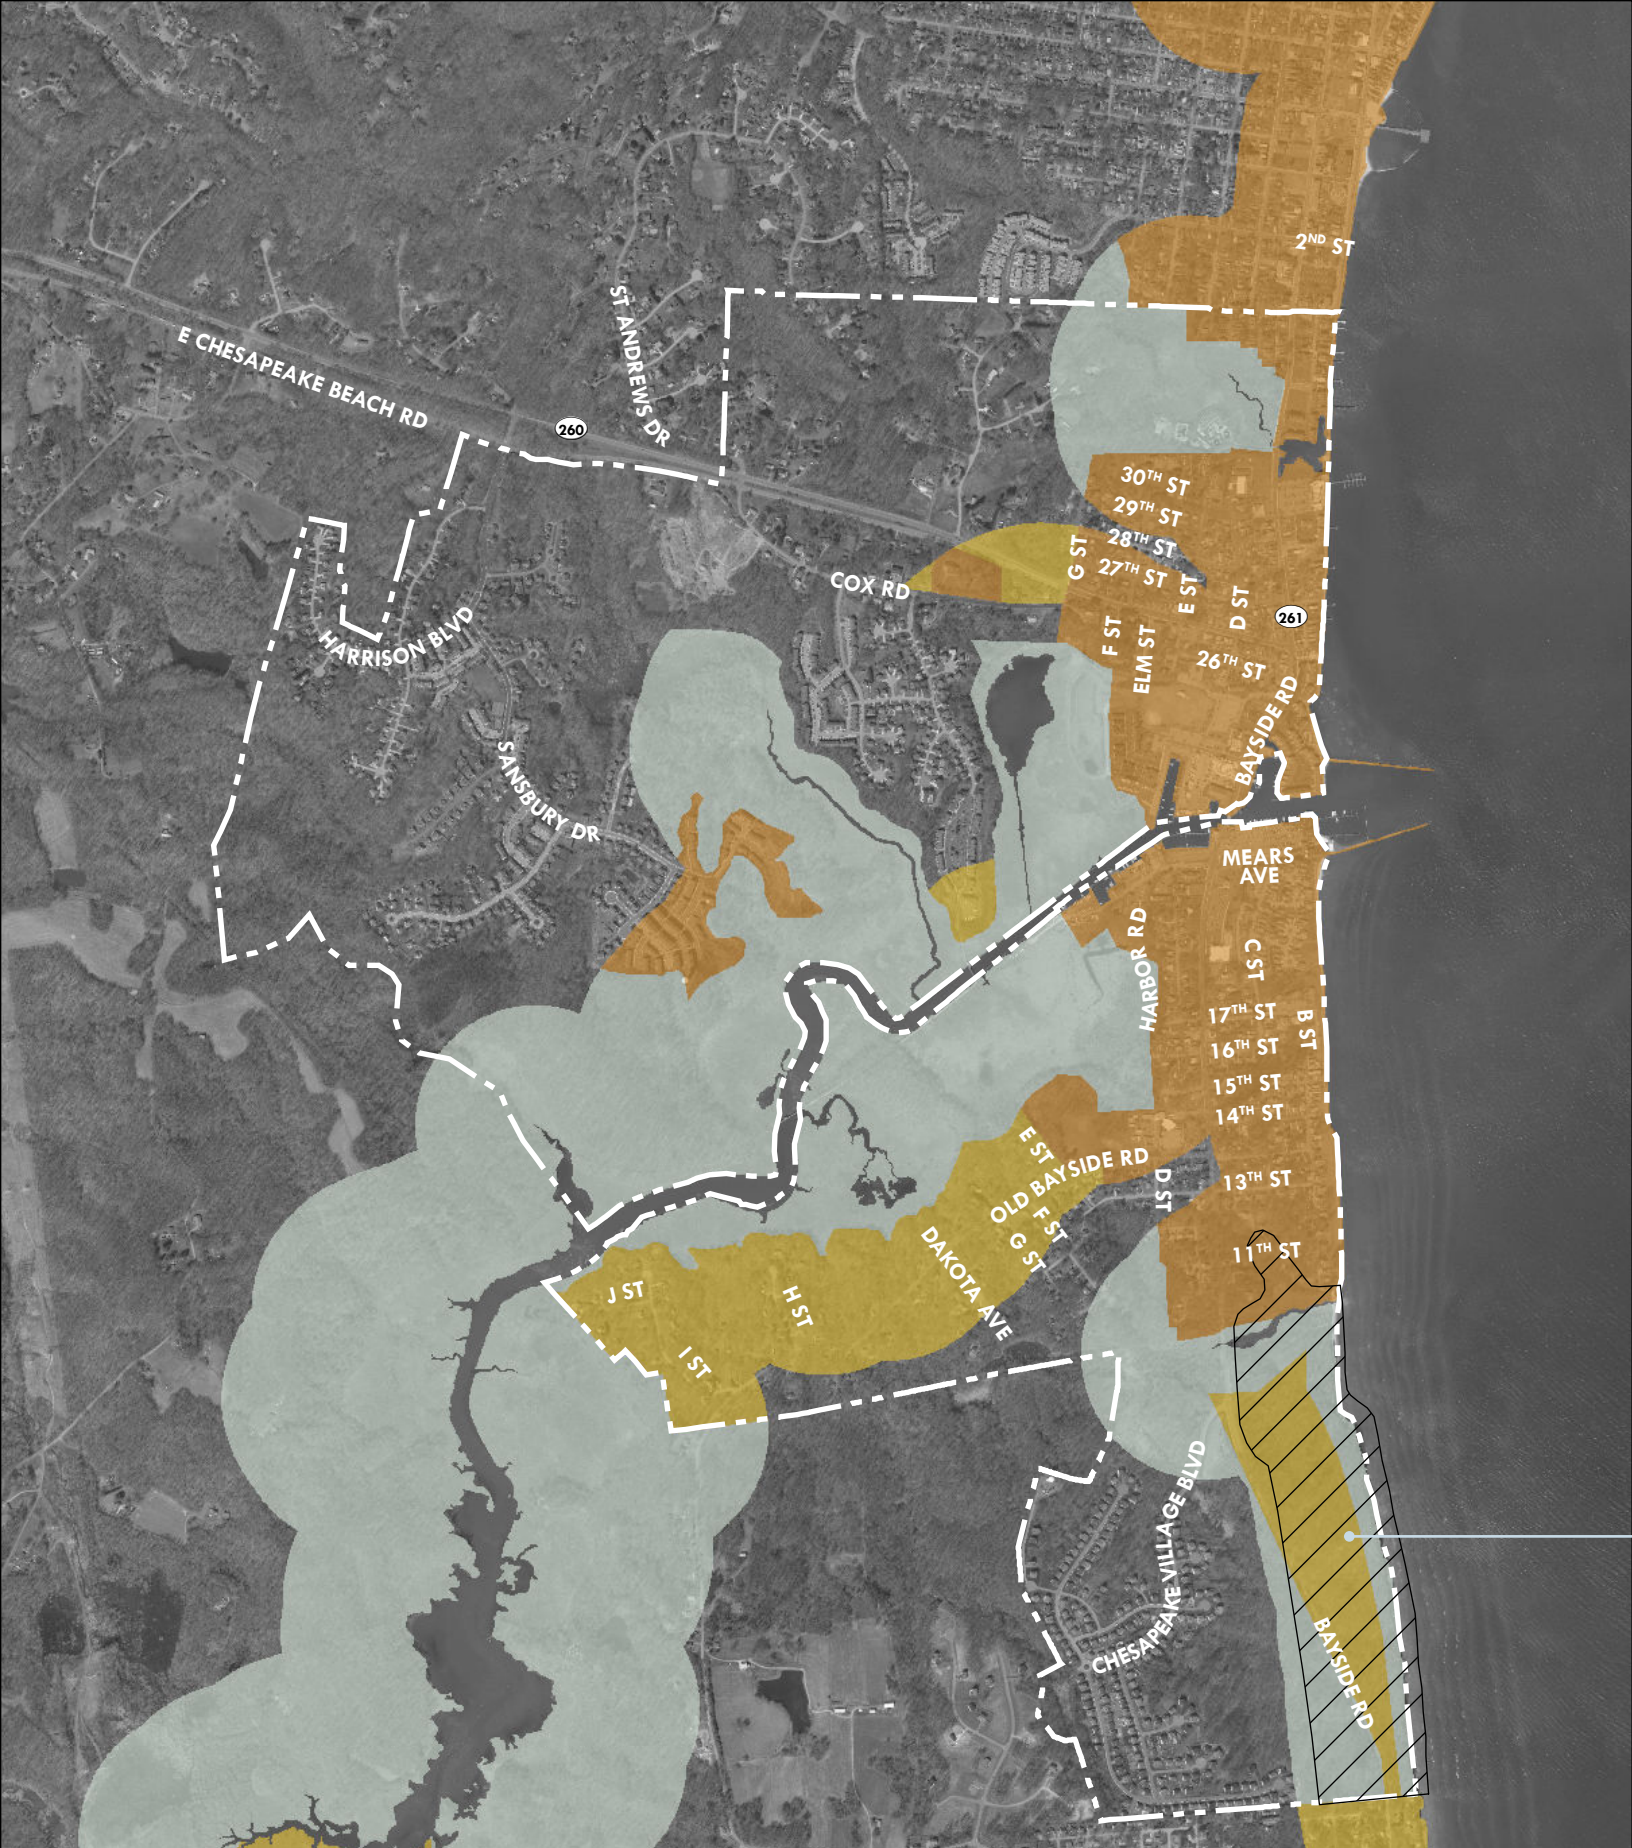 2ND ST
E CHESAPEAKE BEACH RD
ST ANDREWS DR
260
30TH ST
29TH ST
28TH ST
27TH ST
G ST
COX RD
E ST
D ST
261
F ST
ELM ST
26TH ST
HARRISON BLVD
BAYSIDE RD
SANSBURY DR
MEARS
AVE
HARBOR RD
C ST
17TH ST
B ST
16TH ST
15TH ST
14TH ST
E ST
OLD BAYSIDE RD
D ST
13TH ST
F ST
G ST
DAKOTA AVE
11TH ST
J ST
H ST
I ST
CHESAPEAKE VILLAGE BLVD
BAYSIDE RD